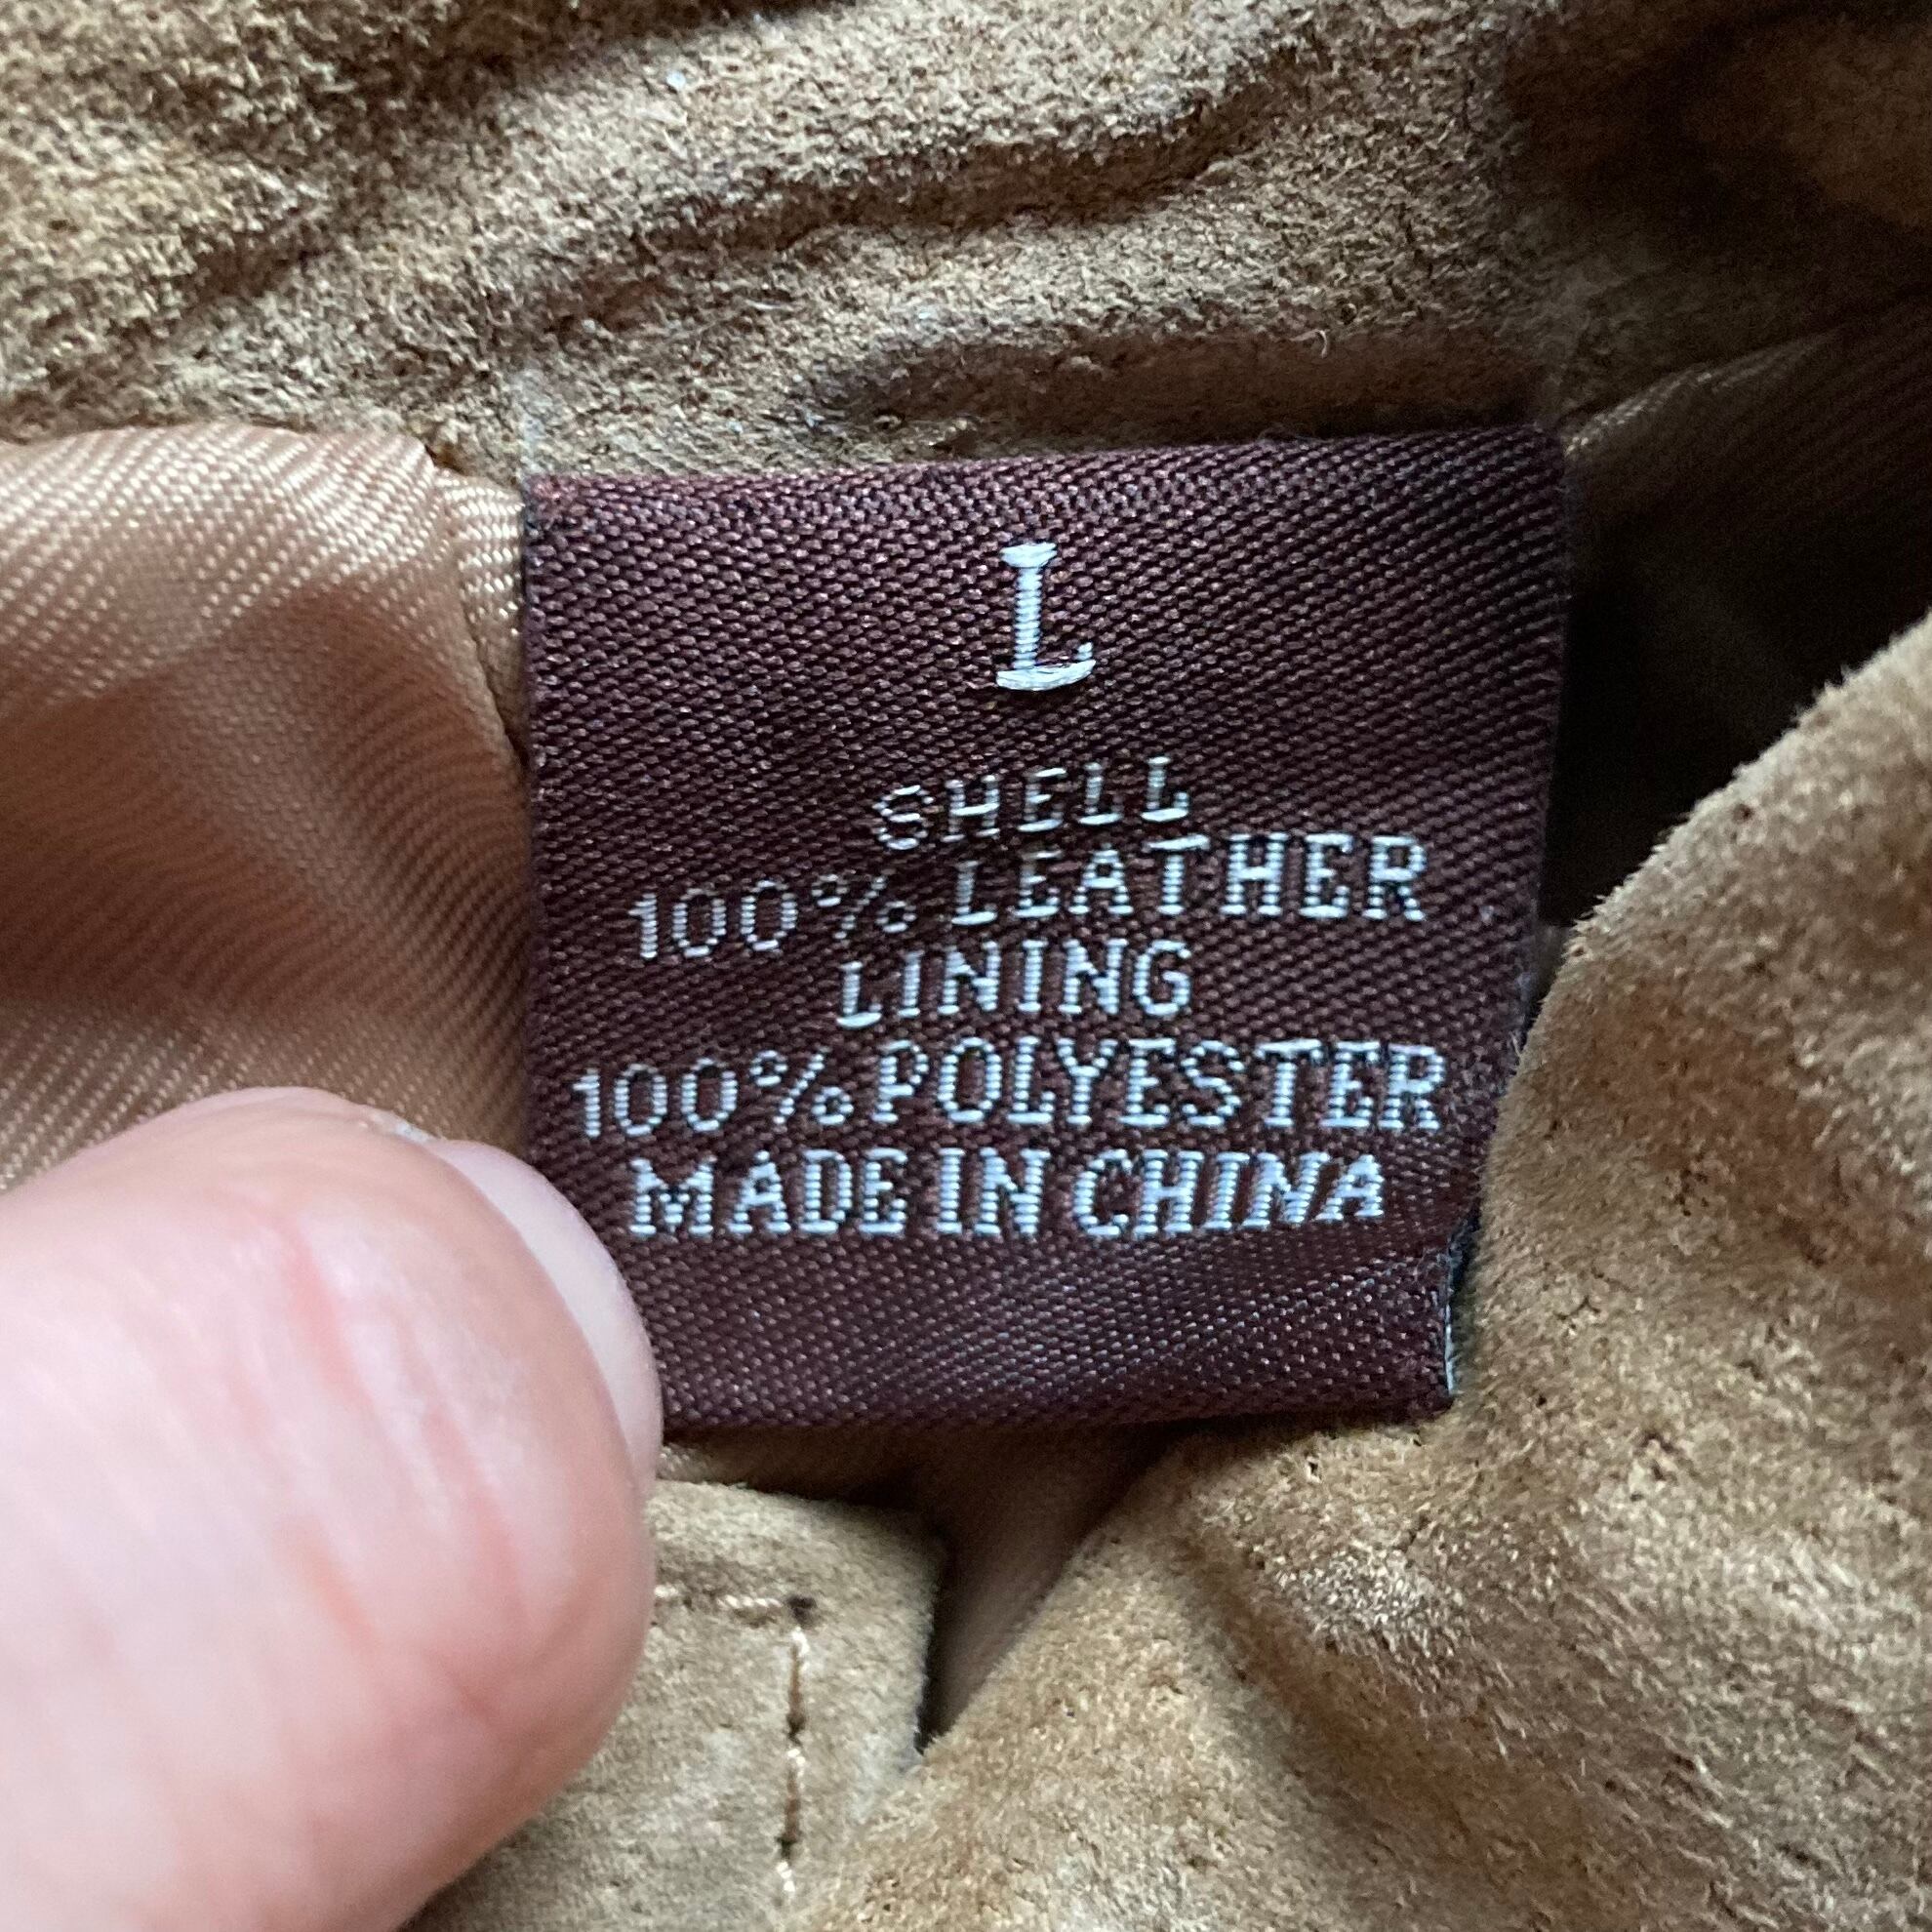 L
SHELL
100% LEATHER
LINING
100% POLYESTER
MADE IN CHINA